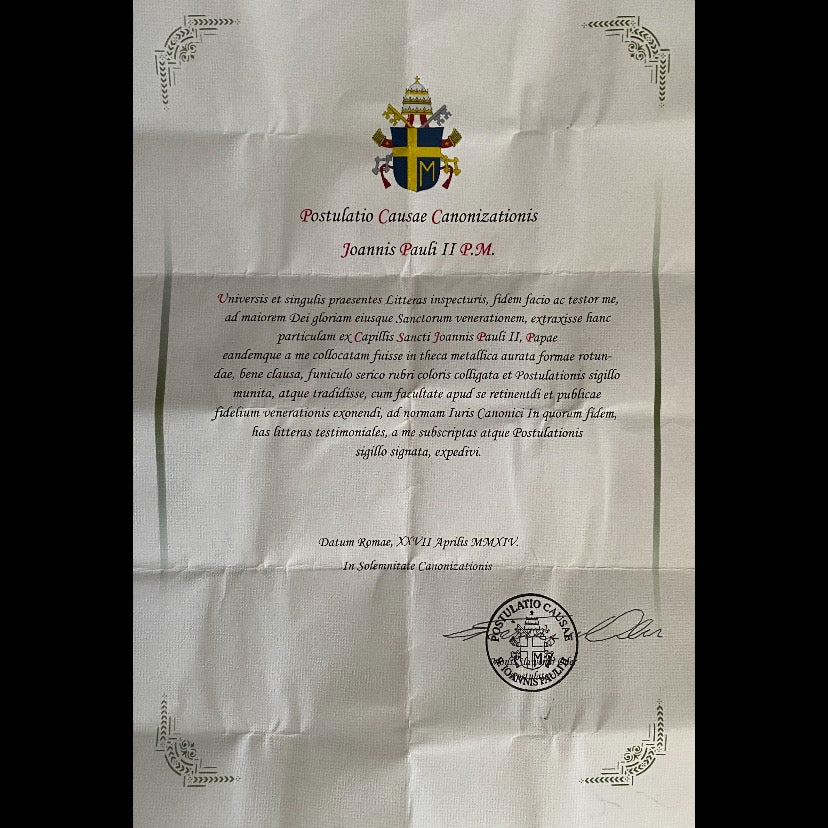 Postulatio Causae Canonizationis
Joannis Pauli II P.M.
Universis et singulis praesentes Litteras inspecturis, fidem facio ac testor me,
ad maiorem Dei gloriam eiusque Sanctorum venerationem, extraxisse hanc
particulam ex Capillis Sancti Joannis Pauli II, Papae
eandemque a me collocatam fuisse in theca metallica aurata formae rotun-
dae, bene clausa, funiculo serico rubri coloris colligata et Postulationis sigillo
munita, atque tradidisse, cum facultate apud se retinentdi et publicae
fidelium venerationis exonendi, ad normam Iuris Canonici In quorum fidem,
has litteras testimoniales, a me subscriptas atque Postulationis
sigillo signata, expedivi.
Datum Romae, XXVII Aprilis MMXIV.
In Solemnitate Canonizationis
POSTULATIO CAUSAE
JOANNIS PAULI II
M